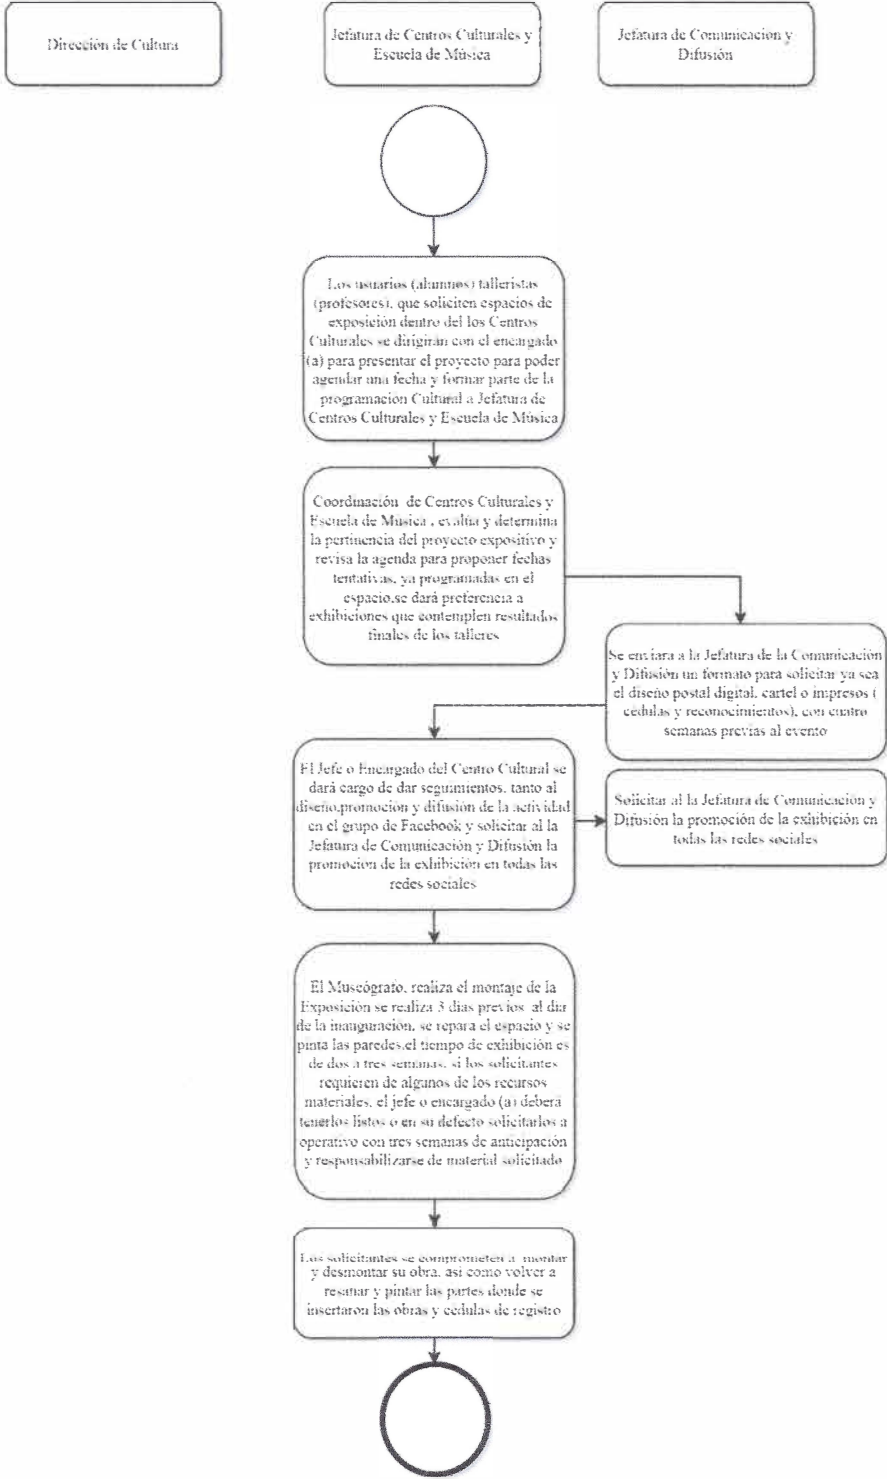 Dirección de Cultura
Jefatura de Centros Culturales y
Escuela de Música
Jefatura de Comunicación y
Difusión
Los usuarios (alumnos) talleristas
(profesores), que soliciten espacios de
exposición dentro del los Centros
Culturales se dirigirán con el encargado
(a) para presentar el proyecto para poder
agendar una fecha y formar parte de la
programacion Cultural a Jefatura de
Centros Culturales y Escuela de Música
Coordinación de Centros Culturales y
Escuela de Musica , evalúa y determina
la pertinencia del proyecto expositivo y
revisa la agenda para proponer fechas
tentativas, ya programadas en el
espacio,se dará preferencia a
exhibiciones que contemplen resultados
finales de los talleres
Se enviara a la Jefatura de la Comunicación
y Difusión un formato para solicitar ya sea
el diseño postal digital, cartel o impresos (
cédulas y reconocimientos), con cuatro
semanas previas al evento
El Jefe o Encargado del Centro Cultural se
dará cargo de dar seguimientos, tanto al
diseño,promoción y difusión de la actividad
en el grupo de Facebook y solicitar al la
Jefatura de Comunicación y Difusión la
promocion de la exhibición en todas las
redes sociales
Solicitar al la Jefatura de Comunicación y
Difusión la promoción de la exhibición en
todas las redes sociales
El Museógrafo, realiza el montaje de la
Exposición se realiza 3 dias previos al dia
de la inauguración, se repara el espacio y se
pinta las paredes,el tiempo de exhibición es
de dos a tres semanas, si los solicitantes
requieren de algunos de los recursos
materiales, el jefe o encargado (a) deberá
tenerlos listos o en su defecto solicitarlos a
operativo con tres semanas de anticipación
y responsabilizarse de material solicitado
Los solicitantes se comprometen a montar
y desmontar su obra, asi como volver a
resanar y pintar las partes donde se
insertaron las obras y cédulas de registro